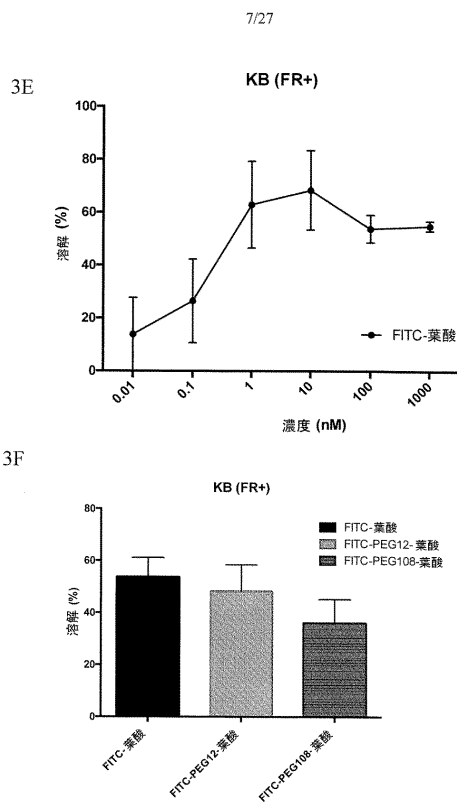 7/27
3E
KB (FR+)
溶解 (%)
100
80
60
40
20
0
FITC-葉酸
0.01
0.1
1
10
100
1000
濃度 (nM)
3F
KB (FR+)
溶解 (%)
80
60
40
20
0
FITC-葉酸
FITC-PEG12-葉酸
FITC-PEG108-葉酸
FITC-葉酸
FITC-PEG12-葉酸
FITC-PEG108-葉酸